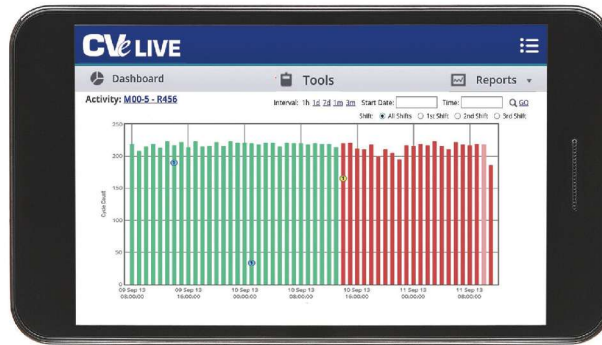 CVe LIVE
Dashboard Tools Reports
Activity: M00-5 - R456 Interval: 1h 1d 7d 1m 3m Start Date: Time: GO
Shift: All Shifts 1st Shift 2nd Shift 3rd Shift
250
200
150
100
50
0
Cycle Count
09 Sep 13 09 Sep 13 10 Sep 13 10 Sep 13 10 Sep 13 11 Sep 13 11 Sep 13
08:00:00 16:00:00 00:00:00 08:00:00 16:00:00 00:00:00 08:00:00